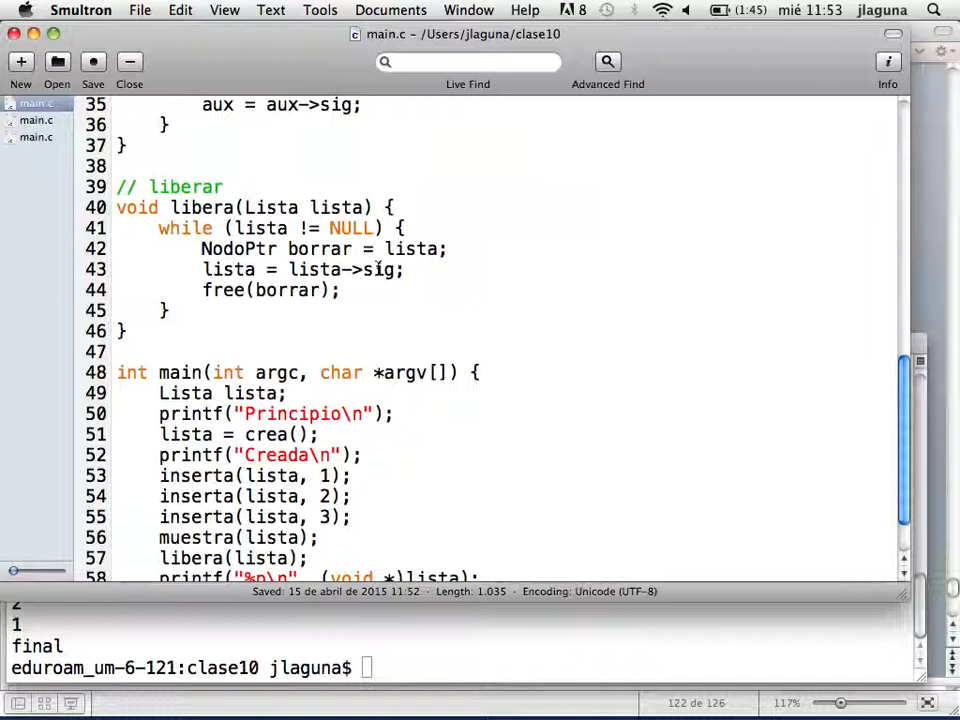 Smultron File Edit View Text Tools Documents Window Help 8 (1:45) mié 11:53 jlaguna
main.c – /Users/jlaguna/clase10
New Open Save Close Live Find Advanced Find Info
main.c
main.c
main.c
35 aux = aux->sig;
36 }
37 }
38
39 // liberar
40 void libera(Lista lista) {
41 while (lista != NULL) {
42 NodoPtr borrar = lista;
43 lista = lista->sig;
44 free(borrar);
45 }
46 }
47
48 int main(int argc, char *argv[]) {
49 Lista lista;
50 printf("Principio\n");
51 lista = crea();
52 printf("Creada\n");
53 inserta(lista, 1);
54 inserta(lista, 2);
55 inserta(lista, 3);
56 muestra(lista);
57 libera(lista);
58 printf("%p\n", (void *)lista);
Saved: 15 de abril de 2015 11:52 • Length: 1.035 • Encoding: Unicode (UTF-8)
2
1
final
eduroam_um-6-121:clase10 jlaguna$
122 de 126 117%